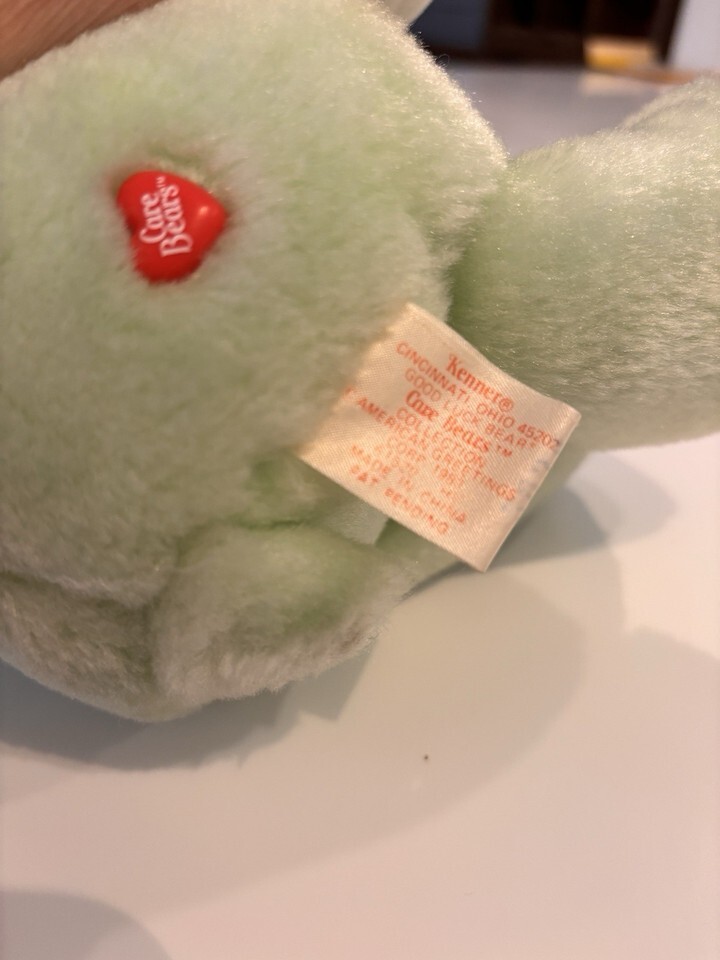 Care
Bears™
Kenner®
CINCINNATI, OHIO 45202
GOOD LUCK BEAR™
Care Bears™
COLLECTION
AMERICAN GREETINGS
CORP. 198
MADE IN CHINA
PAT. PENDING